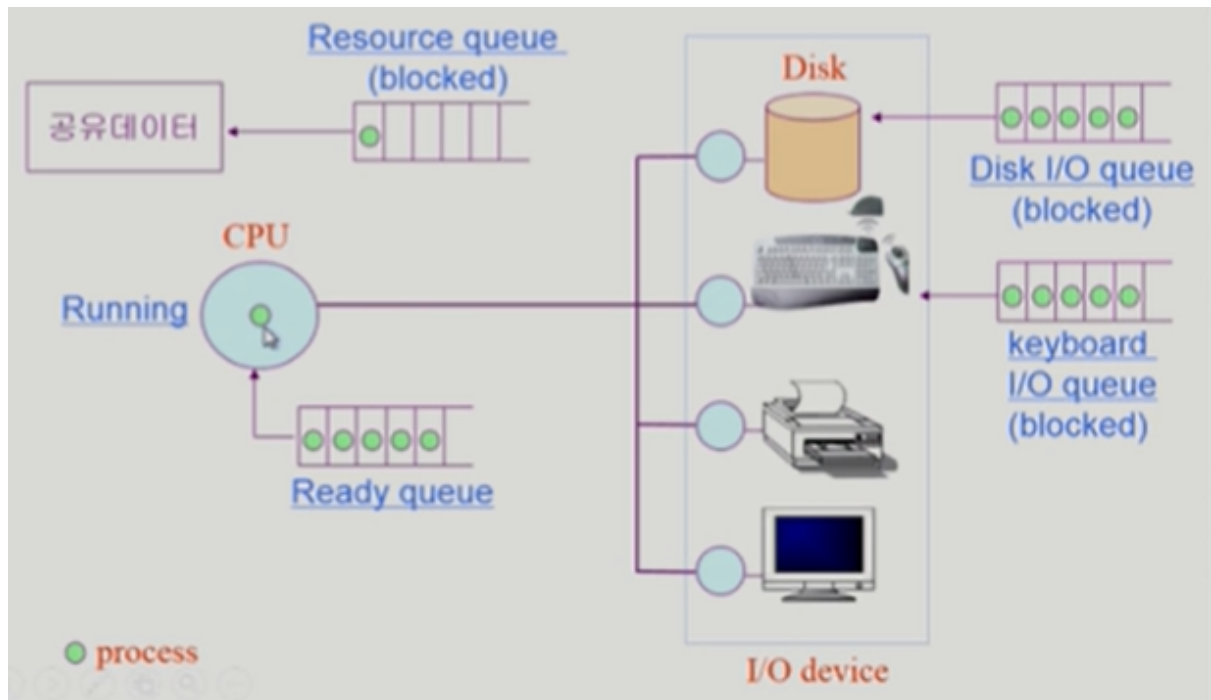 Resource queue
(blocked)
공유데이터
Disk
Disk I/O queue
(blocked)
CPU
Running
keyboard
I/O queue
(blocked)
Ready queue
process
I/O device